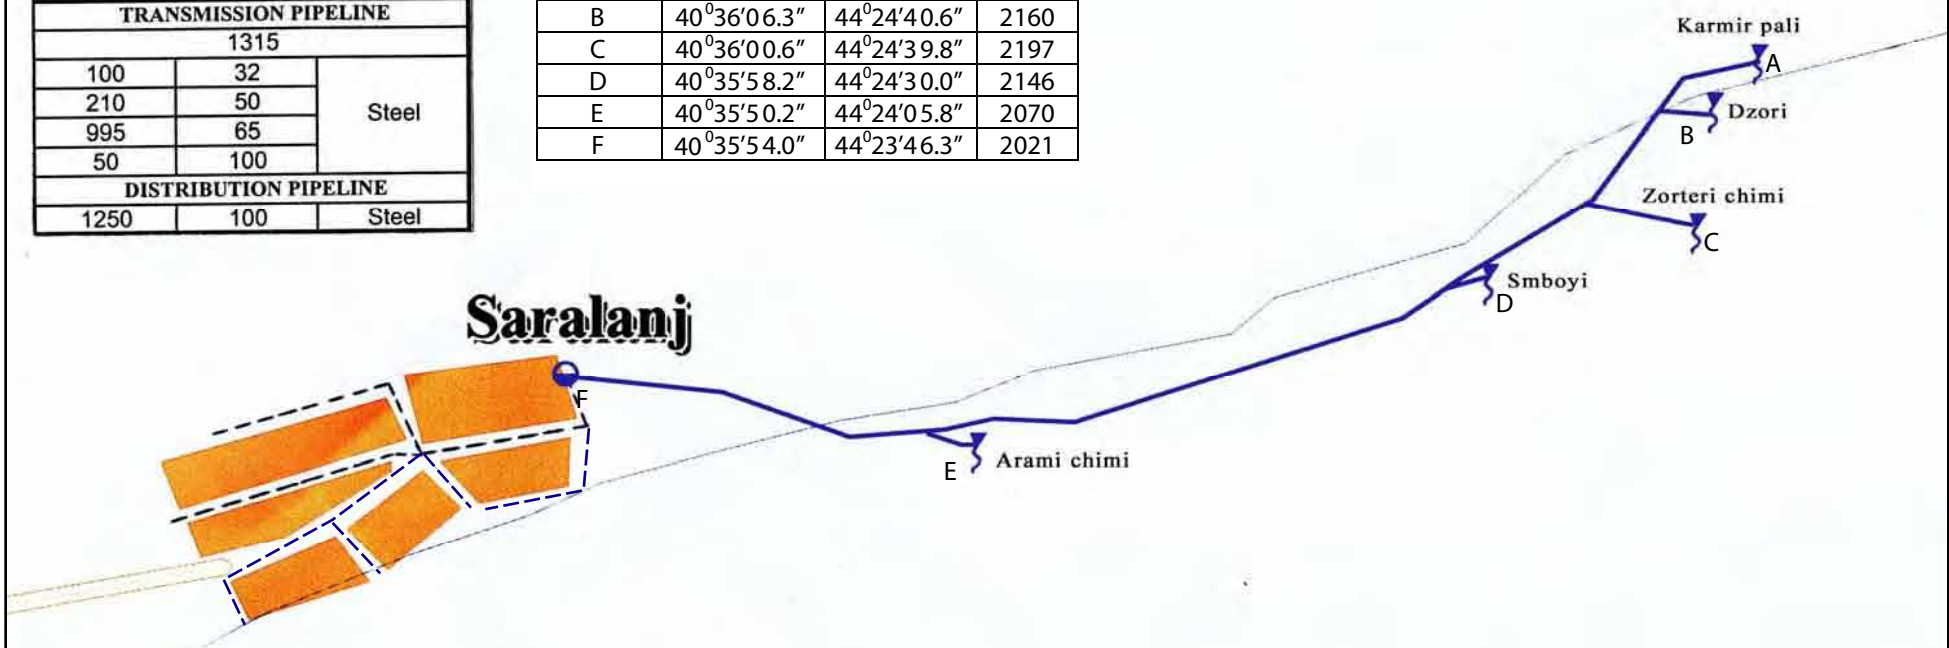 TRANSMISSION PIPELINE
1315
100 32
210 50
995 65
50 100
Steel
DISTRIBUTION PIPELINE
1250 100 Steel
B 40⁰36′06.3″ 44⁰24′40.6″ 2160
C 40⁰36′00.6″ 44⁰24′39.8″ 2197
D 40⁰35′58.2″ 44⁰24′30.0″ 2146
E 40⁰35′50.2″ 44⁰24′05.8″ 2070
F 40⁰35′54.0″ 44⁰23′46.3″ 2021
Karmir pali
A
Dzori
B
Zorteri chimi
C
Smboyi
D
Saralanj
F
E
Arami chimi